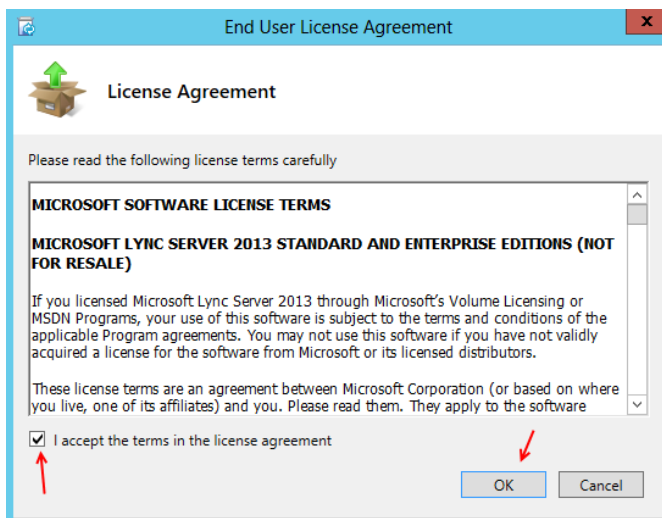 End User License Agreement
x
License Agreement
Please read the following license terms carefully
MICROSOFT SOFTWARE LICENSE TERMS
MICROSOFT LYNC SERVER 2013 STANDARD AND ENTERPRISE EDITIONS (NOT
FOR RESALE)
If you licensed Microsoft Lync Server 2013 through Microsoft’s Volume Licensing or
MSDN Programs, your use of this software is subject to the terms and conditions of the
applicable Program agreements. You may not use this software if you have not validly
acquired a license for the software from Microsoft or its licensed distributors.
These license terms are an agreement between Microsoft Corporation (or based on where
you live, one of its affiliates) and you. Please read them. They apply to the software
I accept the terms in the license agreement
OK Cancel